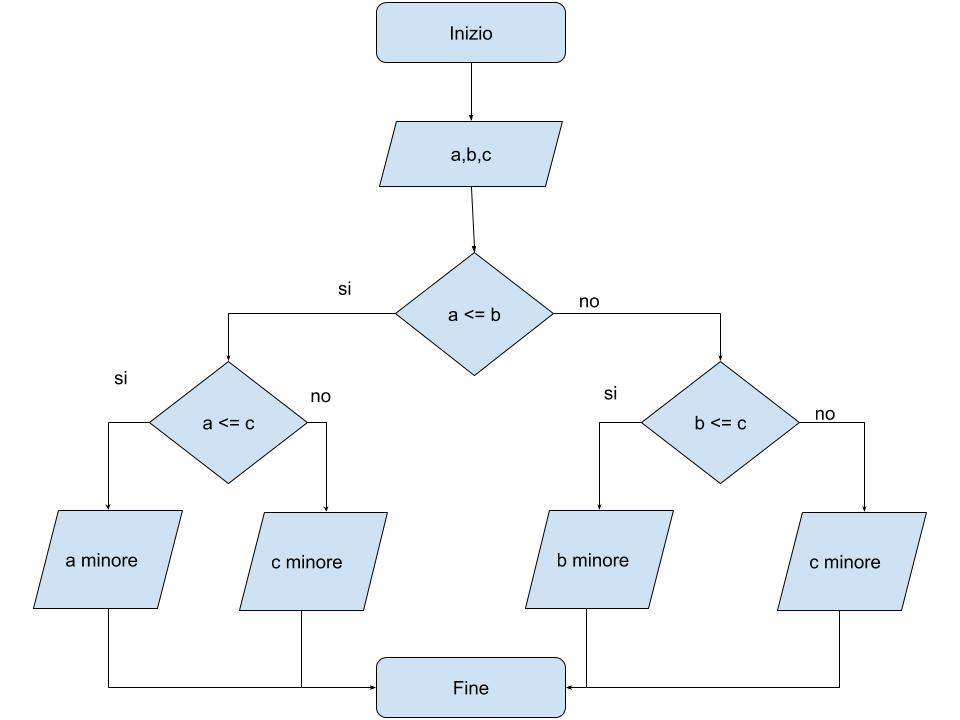 Inizio
a,b,c
a <= b
si
no
a <= c
si
no
b <= c
si
no
a minore
c minore
b minore
c minore
Fine